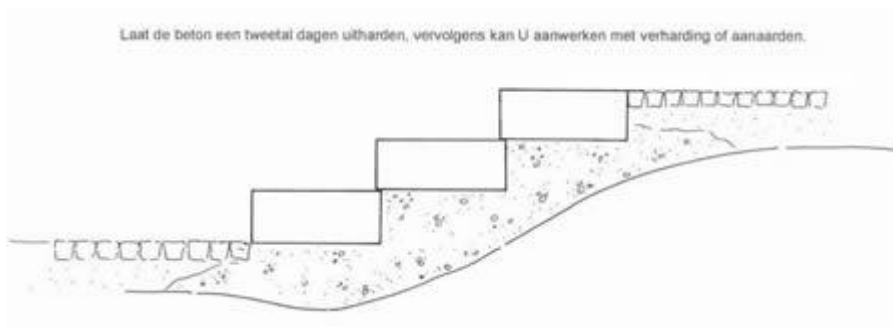 Laat de beton een tweetal dagen uitharden, vervolgens kan U aanwerken met verharding of aanaarden.